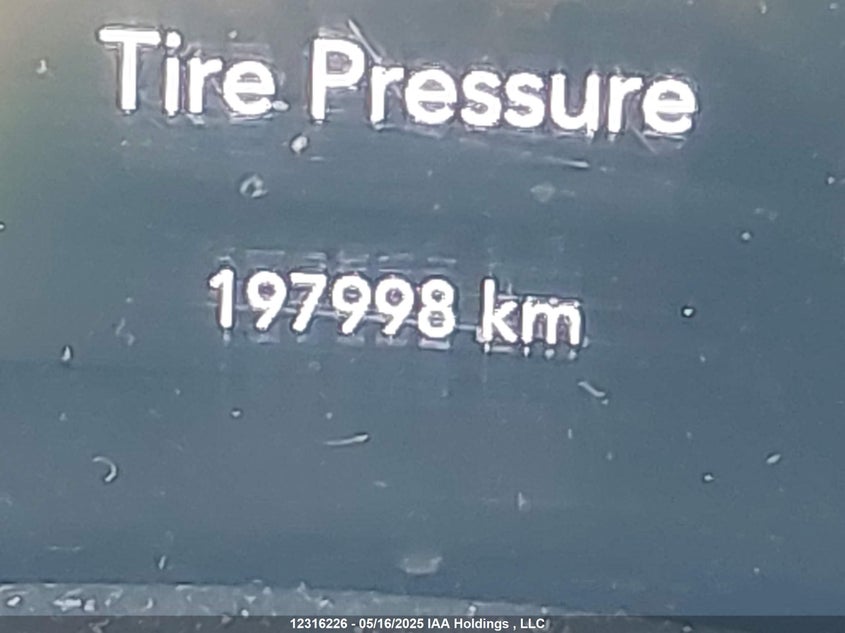 Tire Pressure
197998 km
12316226 - 05/16/2025 IAA Holdings , LLC